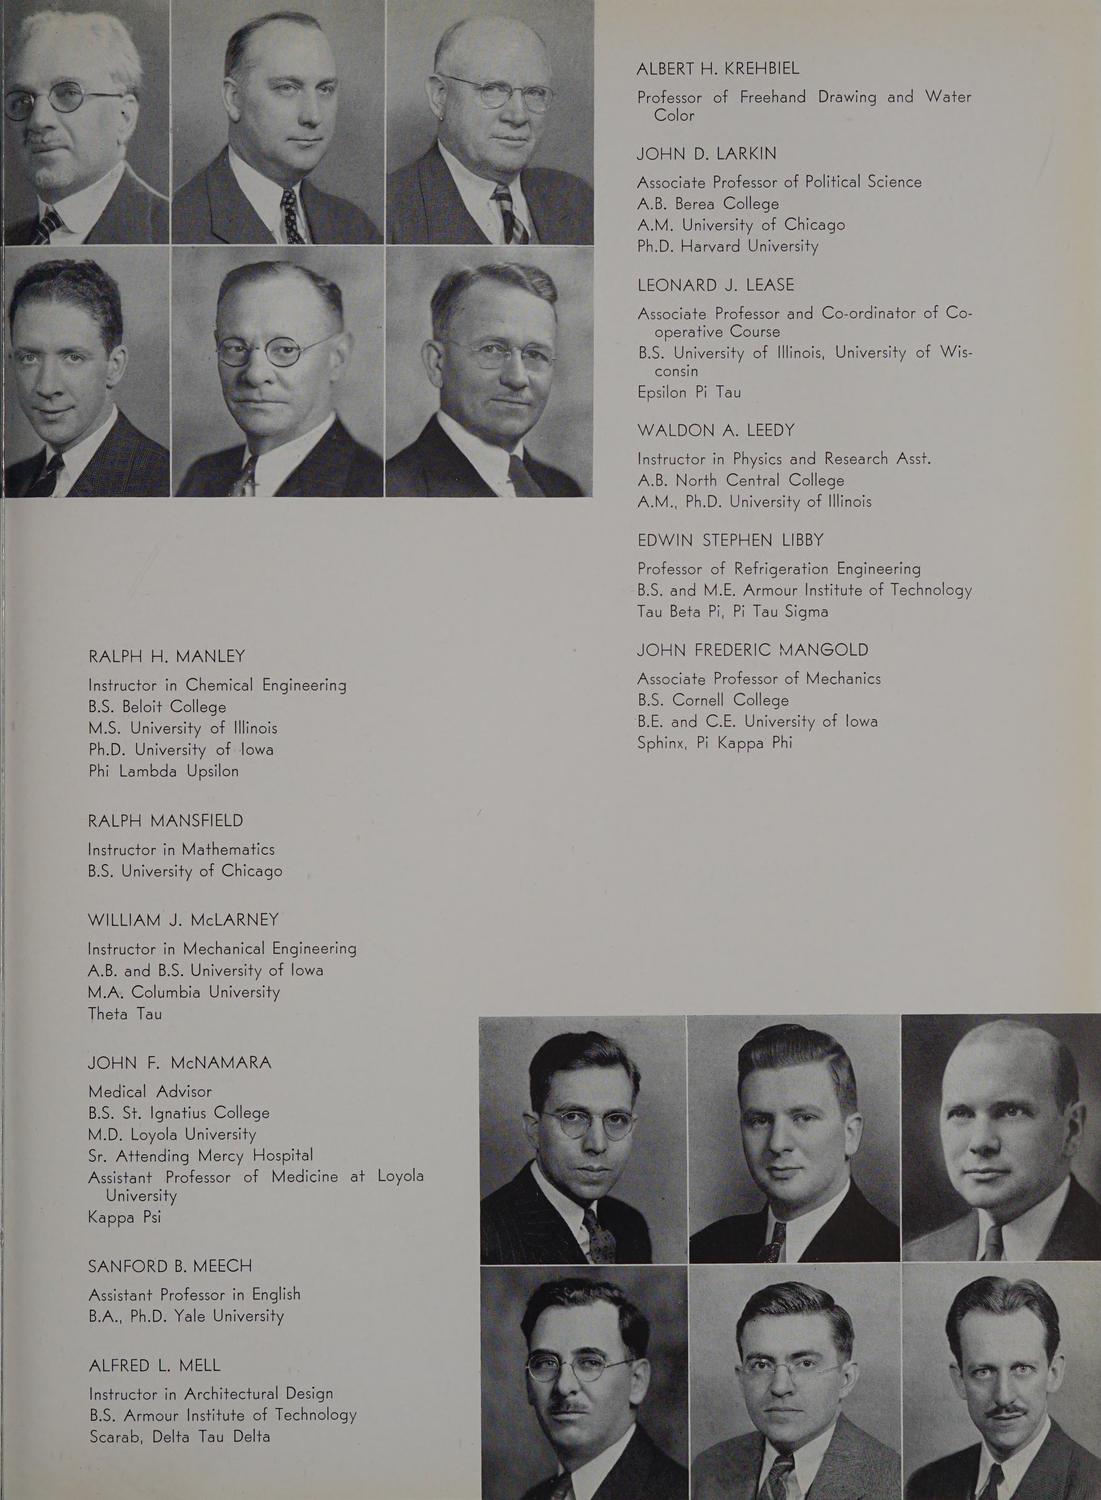 ALBERT H. KREHBIEL
Professor of Freehand Drawing and Water
Color
JOHN D. LARKIN
Associate Professor of Political Science
A.B. Berea College
A.M. University of Chicago
Ph.D. Harvard University
LEONARD J. LEASE
Associate Professor and Co-ordinator of Co-
operative Course
B.S. University of Illinois, University of Wis-
consin
Epsilon Pi Tau
WALDON A. LEEDY
Instructor in Physics and Research Asst.
A.B. North Central College
A.M., Ph.D. University of Illinois
EDWIN STEPHEN LIBBY
Professor of Refrigeration Engineering
B.S. and M.E. Armour Institute of Technology
Tau Beta Pi, Pi Tau Sigma
JOHN FREDERIC MANGOLD
Associate Professor of Mechanics
B.S. Cornell College
B.E. and C.E. University of Iowa
Sphinx, Pi Kappa Phi
RALPH H. MANLEY
Instructor in Chemical Engineering
B.S. Beloit College
M.S. University of Illinois
Ph.D. University of Iowa
Phi Lambda Upsilon
RALPH MANSFIELD
Instructor in Mathematics
B.S. University of Chicago
WILLIAM J. McLARNEY
Instructor in Mechanical Engineering
A.B. and B.S. University of Iowa
M.A. Columbia University
Theta Tau
JOHN F. McNAMARA
Medical Advisor
B.S. St. Ignatius College
M.D. Loyola University
Sr. Attending Mercy Hospital
Assistant Professor of Medicine at Loyola
University
Kappa Psi
SANFORD B. MEECH
Assistant Professor in English
B.A., Ph.D. Yale University
ALFRED L. MELL
Instructor in Architectural Design
B.S. Armour Institute of Technology
Scarab, Delta Tau Delta